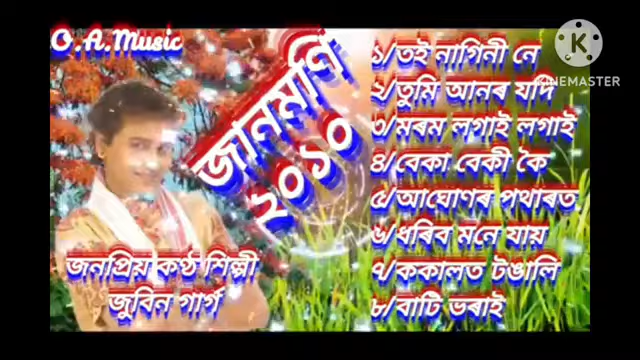 O.A.Music
জানমণি
২০১০
১/তই নাগিনী নে
২/তুমি আনৰ যদি
৩/মৰম লগাই লগাই
৪/বেকা বেকী কৈ
৫/আঘোণৰ পথাৰত
৬/ধৰিব মনে যায়
৭/ককালত টঙালি
৮/বাটি ভৰাই
জনপ্ৰিয় কণ্ঠ শিল্পী
জুবিন গাৰ্গ
KINEMASTER